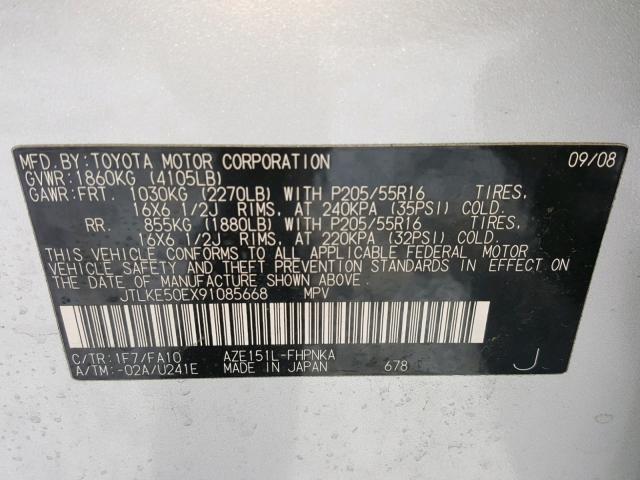 MFD.BY:TOYOTA MOTOR CORPORATION 09/08
GVWR:1860KG (4105LB)
GAWR:FRT. 1030KG (2270LB) WITH P205/55R16 TIRES,
16X6 1/2J RIMS, AT 240KPA (35PSI) COLD.
RR. 855KG (1880LB) WITH P205/55R16 TIRES,
16X6 1/2J RIMS, AT 220KPA (32PSI) COLD.
THIS VEHICLE CONFORMS TO ALL APPLICABLE FEDERAL MOTOR
VEHICLE SAFETY AND THEFT PREVENTION STANDARDS IN EFFECT ON
THE DATE OF MANUFACTURE SHOWN ABOVE.
JTLKE50EX91085668 MPV
C/TR:1F7/FA10 AZE151L-FHPNKA
A/TM:-02A/U241E MADE IN JAPAN 678 J